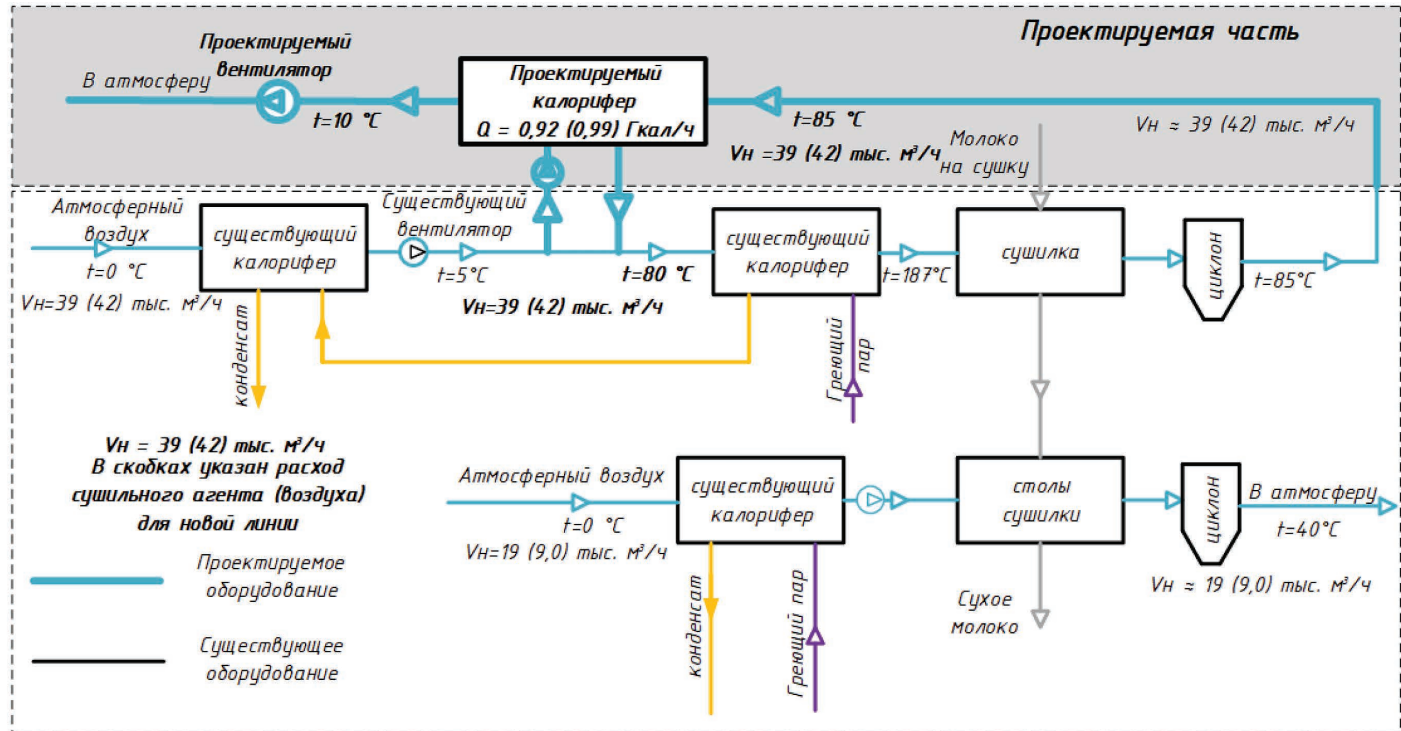 Проектируемая часть
Проектируемый
вентилятор
В атмосферу
t=10 °C
Проектируемый
калорифер
Q = 0,92 (0,99) Гкал/ч
t=85 °C
Vн =39 (42) тыс. м³/ч
Молоко
на сушку
Vн ≈ 39 (42) тыс. м³/ч
Атмосферный
воздух
t=0 °C
Vн=39 (42) тыс. м³/ч
существующий
калорифер
Существующий
вентилятор
t=5°C
t=80 °C
Vн=39 (42) тыс. м³/ч
существующий
калорифер
t=187°C
сушилка
циклон
t=85°C
конденсат
Греющий
пар
Vн = 39 (42) тыс. м³/ч
В скобках указан расход
сушильного агента (воздуха)
для новой линии
Проектируемое
оборудование
Существующее
оборудование
Атмосферный воздух
t=0 °C
Vн=19 (9,0) тыс. м³/ч
существующий
калорифер
столы
сушилки
циклон
В атмосферу
t=40°C
Vн ≈ 19 (9,0) тыс. м³/ч
конденсат
Греющий пар
Сухое
молоко